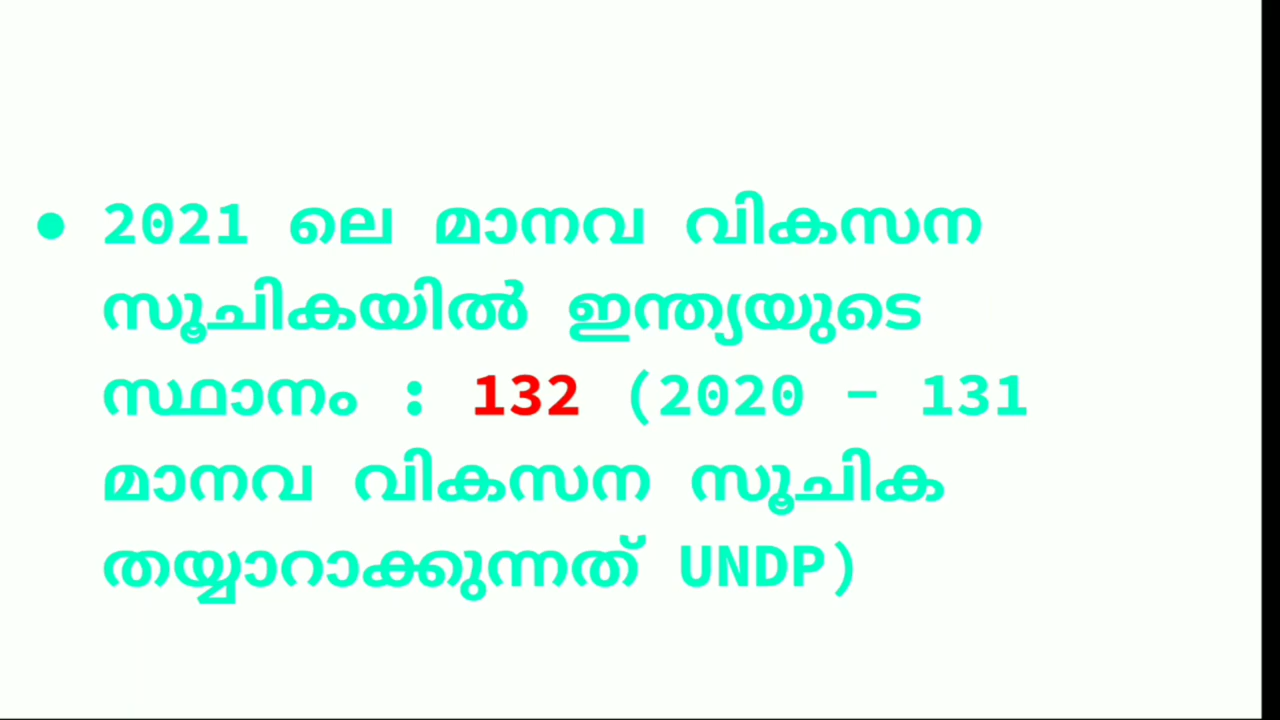 • 2021 ലെ മാനവ വികസന
സൂചികയിൽ ഇന്ത്യയുടെ
സ്ഥാനം : 132 (2020 - 131
മാനവ വികസന സൂചിക
തയ്യാറാക്കുന്നത് UNDP)